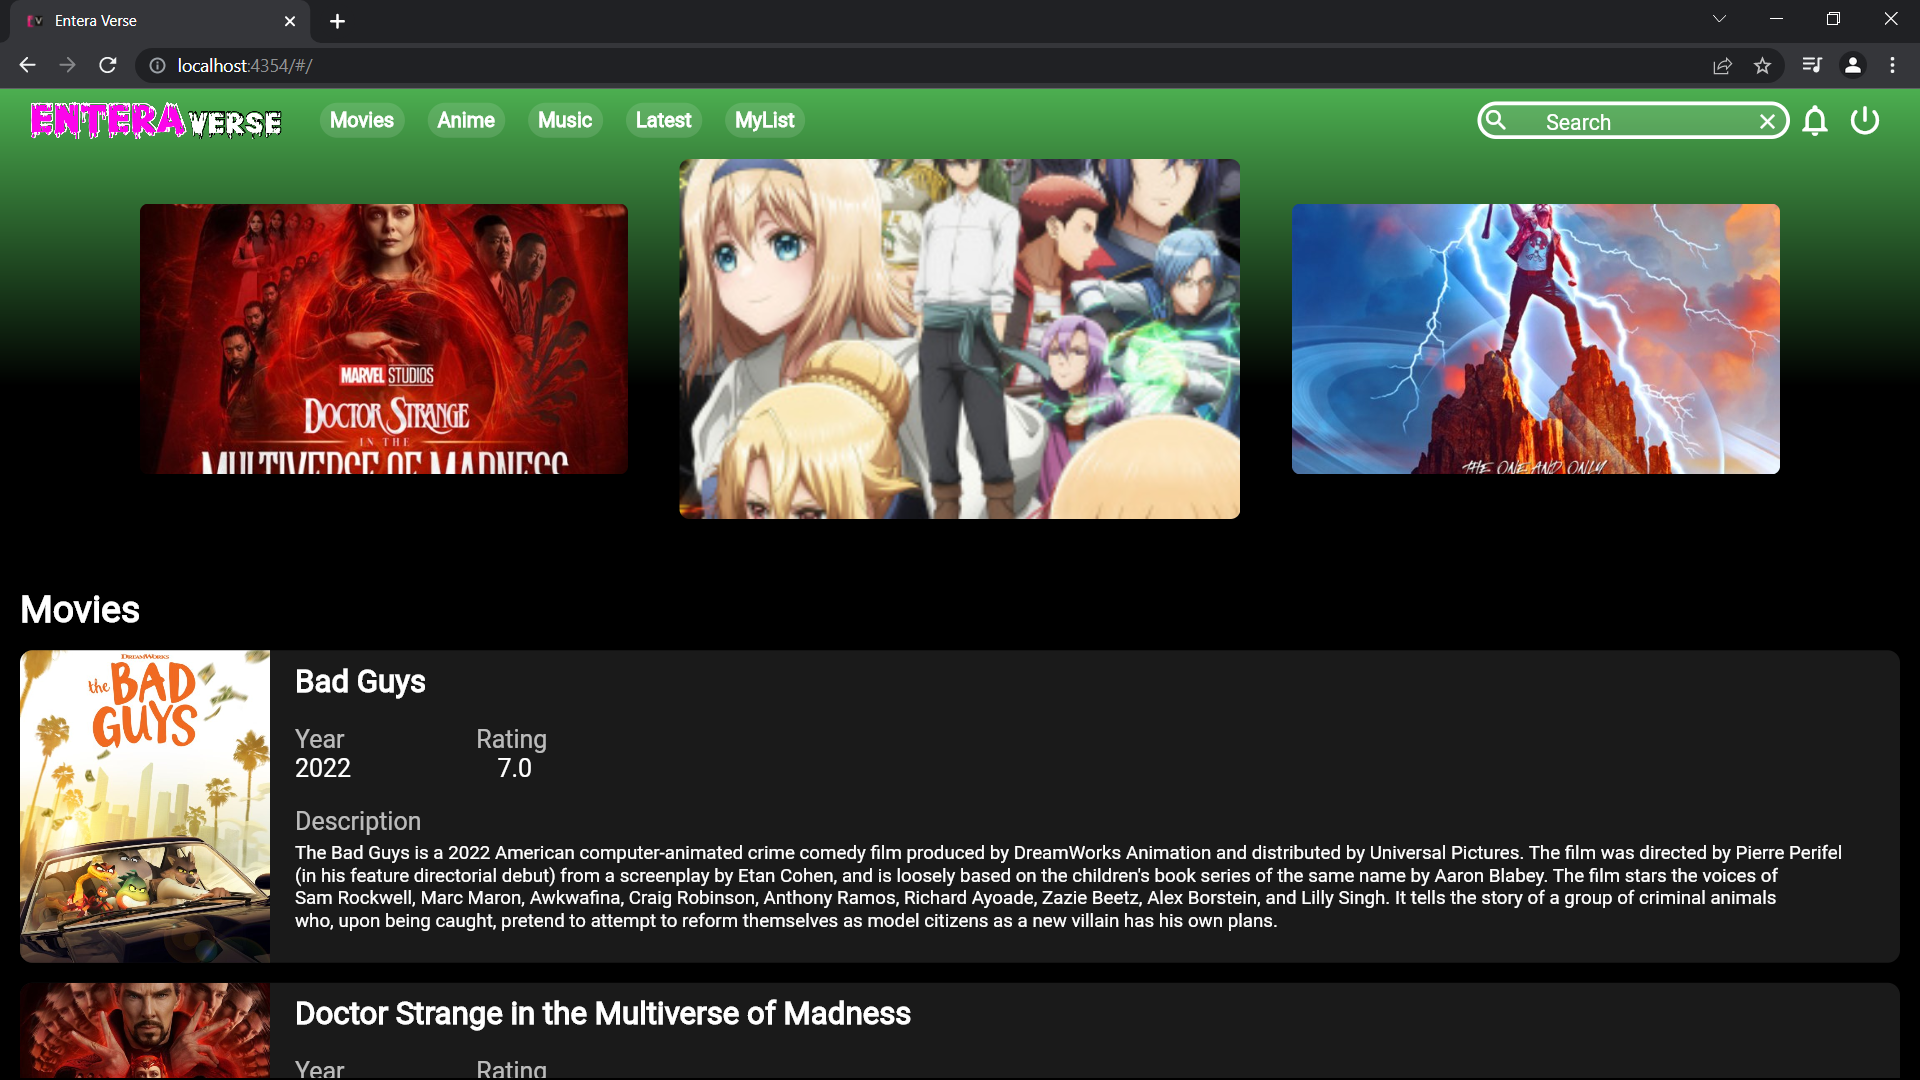 Entera Verse
localhost:4354/#/
ENTERA VERSE
Movies
Anime
Music
Latest
MyList
Search
MARVEL STUDIOS
DOCTOR STRANGE
IN THE
MULTIVERSE OF MADNESS
THE ONE AND ONLY
Movies
DREAMWORKS
the BAD
GUYS
Bad Guys
Year Rating
2022 7.0
Description
The Bad Guys is a 2022 American computer-animated crime comedy film produced by DreamWorks Animation and distributed by Universal Pictures. The film was directed by Pierre Perifel
(in his feature directorial debut) from a screenplay by Etan Cohen, and is loosely based on the children's book series of the same name by Aaron Blabey. The film stars the voices of
Sam Rockwell, Marc Maron, Awkwafina, Craig Robinson, Anthony Ramos, Richard Ayoade, Zazie Beetz, Alex Borstein, and Lilly Singh. It tells the story of a group of criminal animals
who, upon being caught, pretend to attempt to reform themselves as model citizens as a new villain has his own plans.
Doctor Strange in the Multiverse of Madness
Year Rating